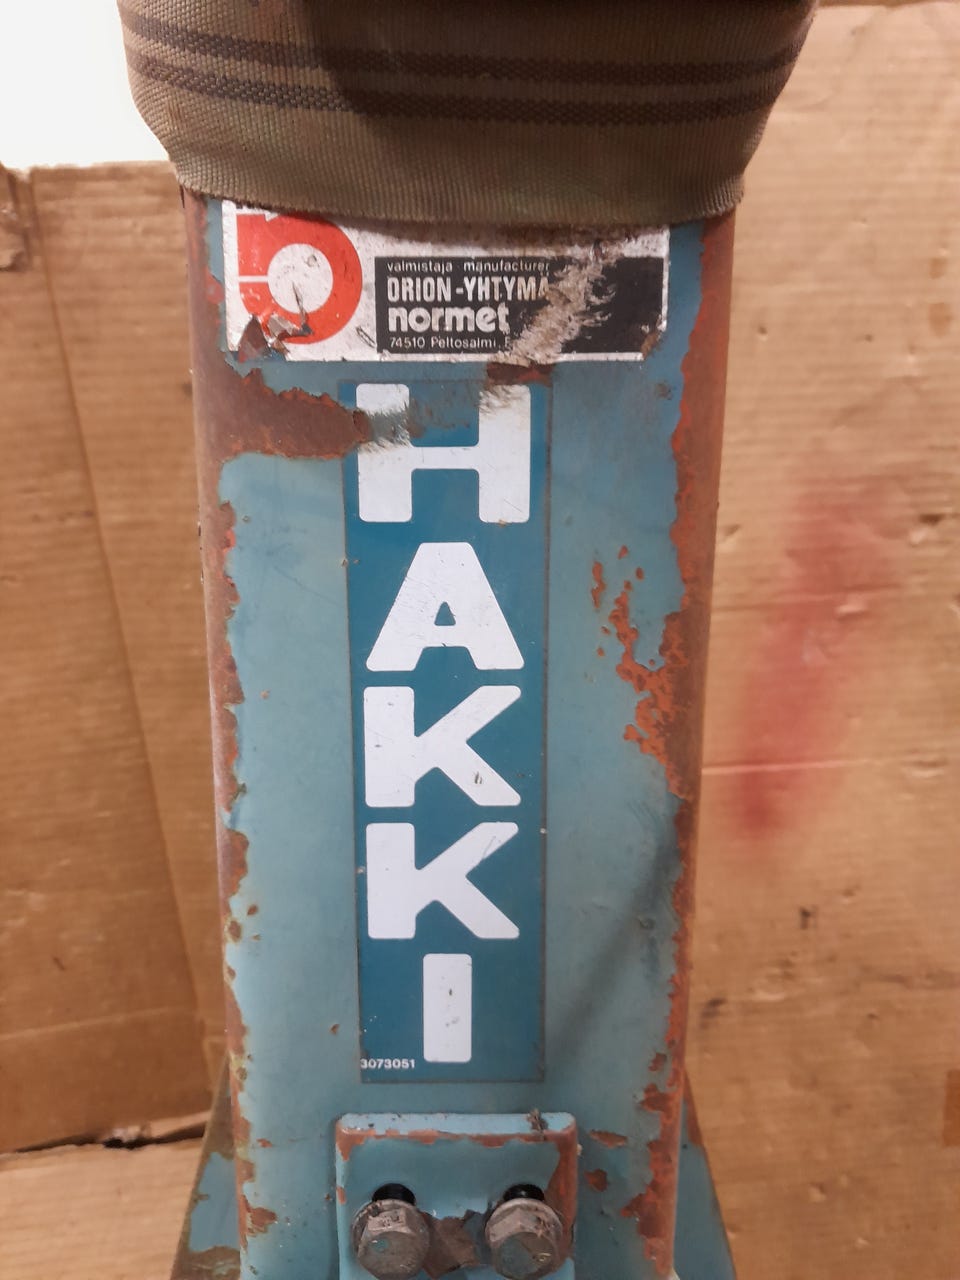 valmistaja manufacturer
ORION-YHTYMÄ
normet
74510 Peltosalmi
HAKKI
3073051